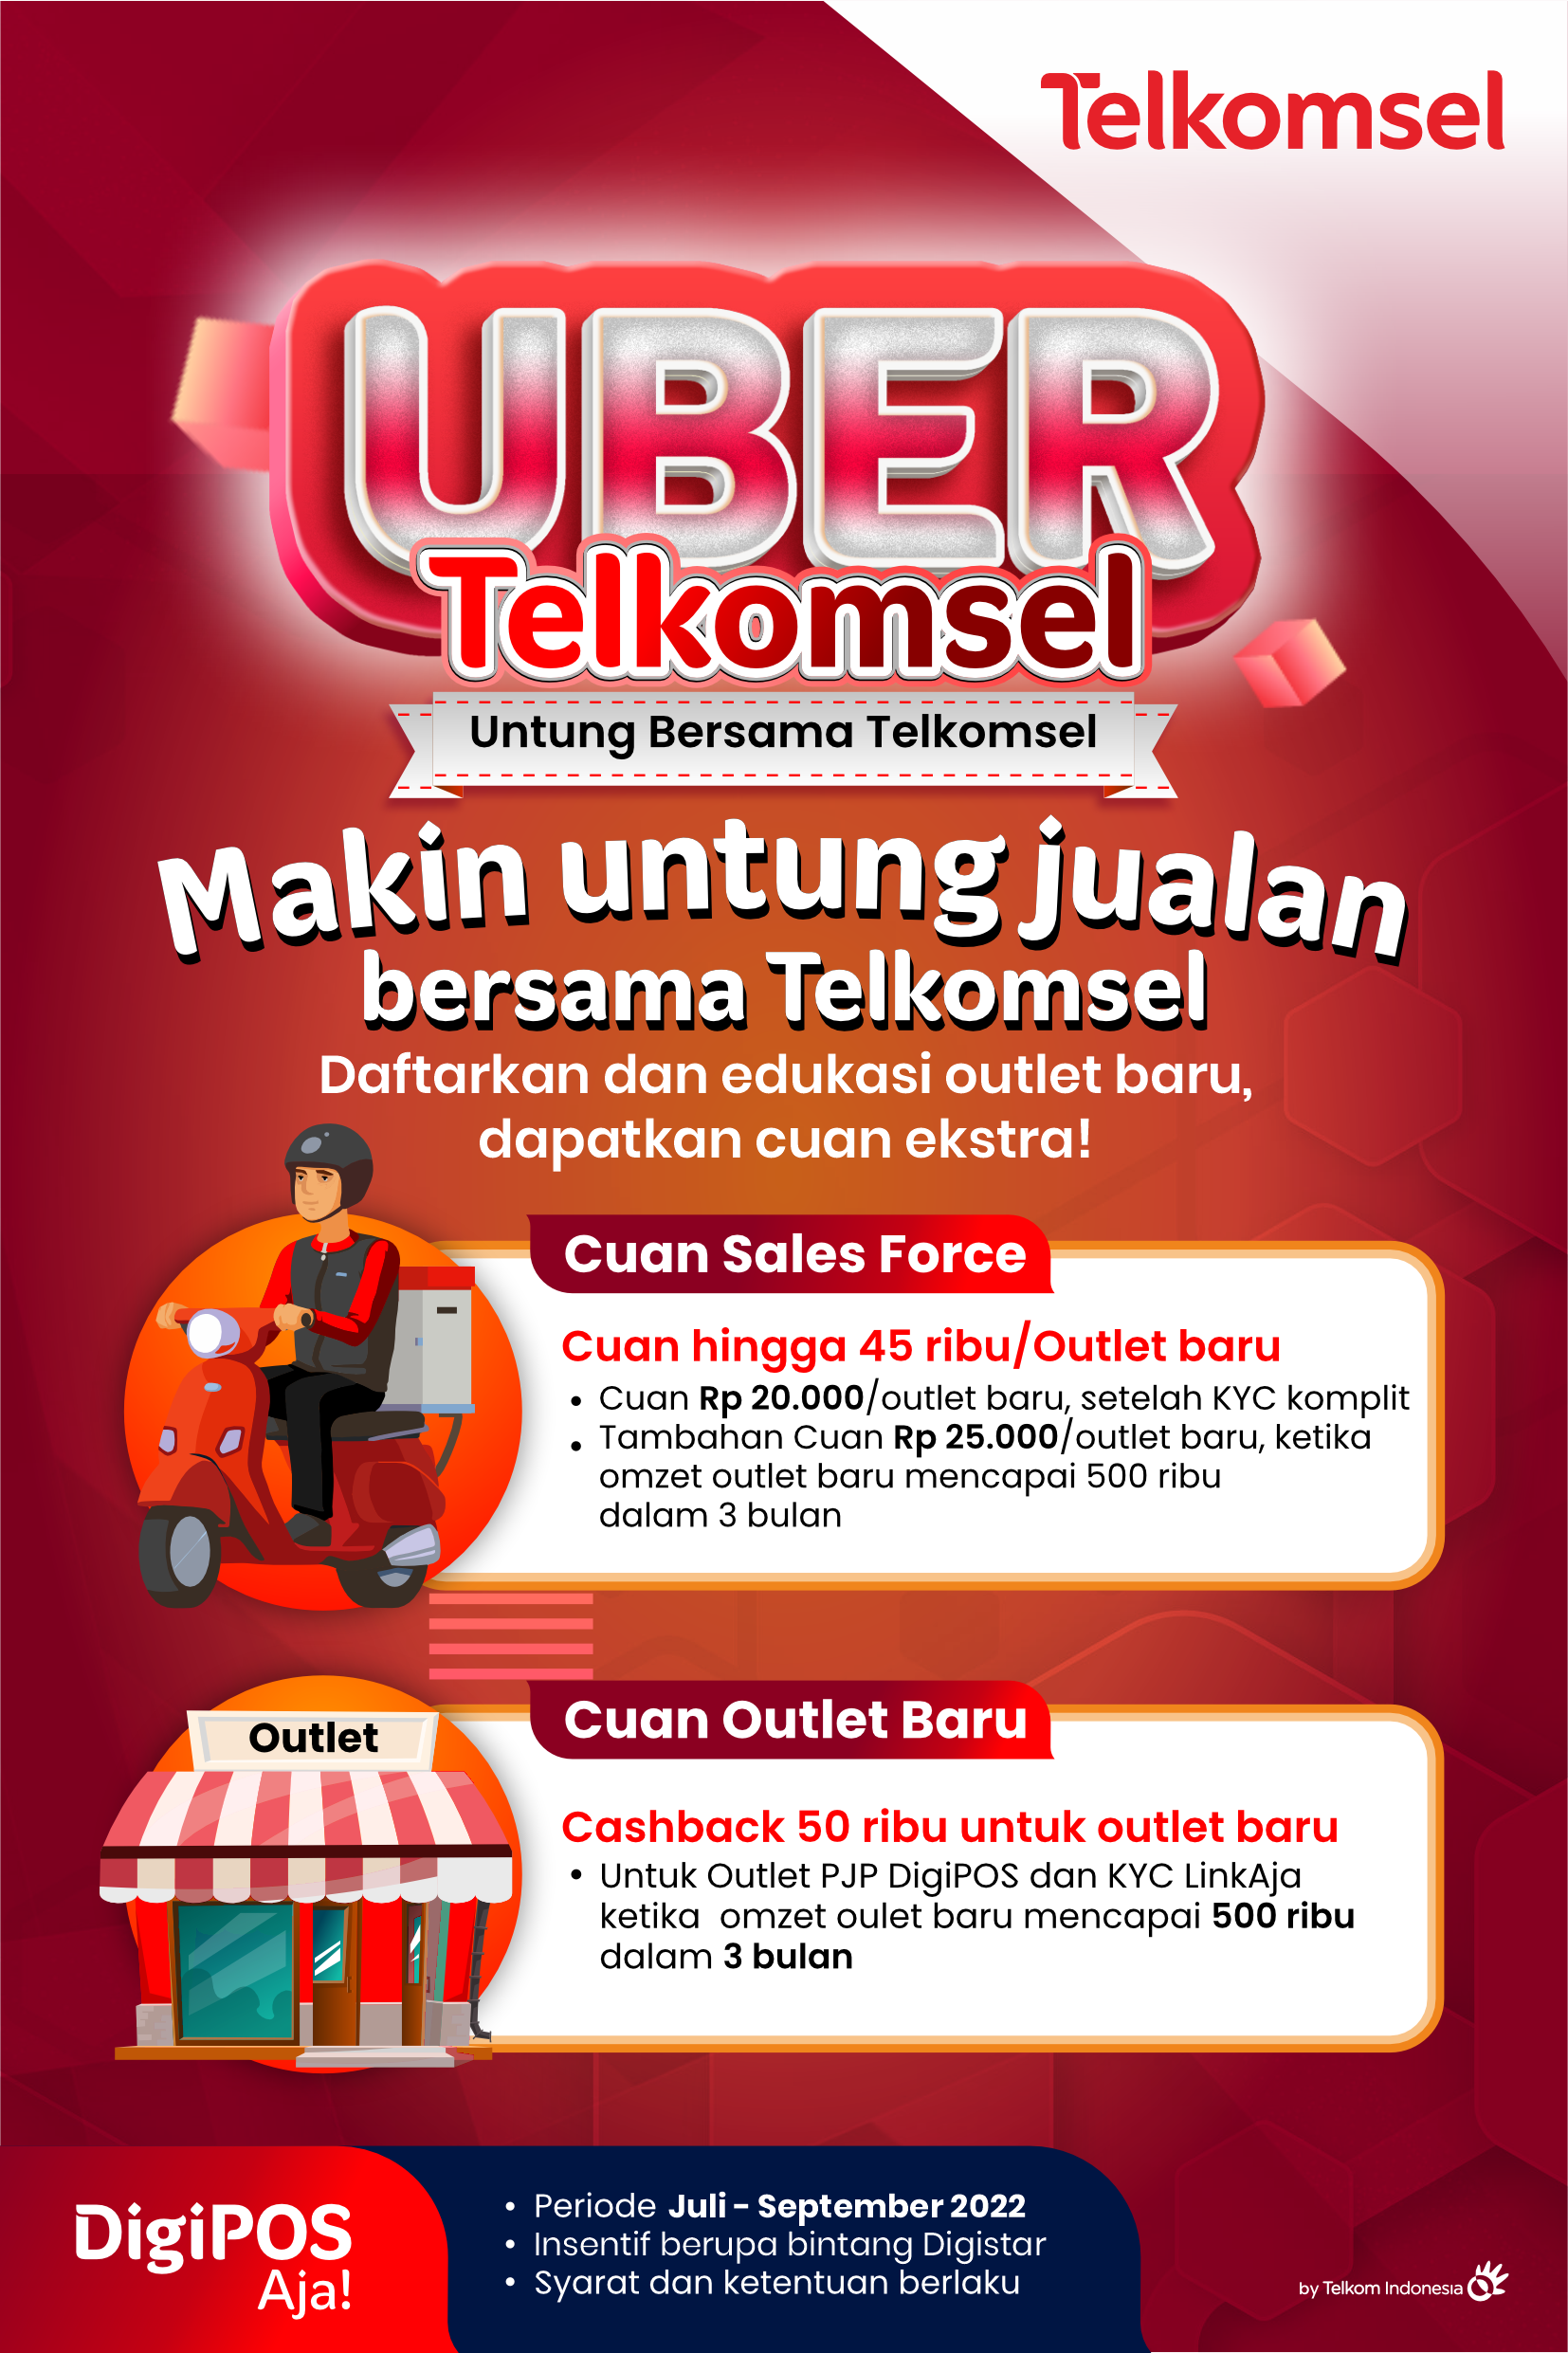 Telkomsel
UBER
Telkomsel
Untung Bersama Telkomsel
Makin untung jualan
bersama Telkomsel
Daftarkan dan edukasi outlet baru,
dapatkan cuan ekstra!
Cuan Sales Force
Cuan hingga 45 ribu/Outlet baru
• Cuan Rp 20.000/outlet baru, setelah KYC komplit
• Tambahan Cuan Rp 25.000/outlet baru, ketika
omzet outlet baru mencapai 500 ribu
dalam 3 bulan
Outlet
Cuan Outlet Baru
Cashback 50 ribu untuk outlet baru
• Untuk Outlet PJP DigiPOS dan KYC LinkAja
ketika omzet oulet baru mencapai 500 ribu
dalam 3 bulan
DigiPOS
Aja!
• Periode Juli - September 2022
• Insentif berupa bintang Digistar
• Syarat dan ketentuan berlaku
by Telkom Indonesia